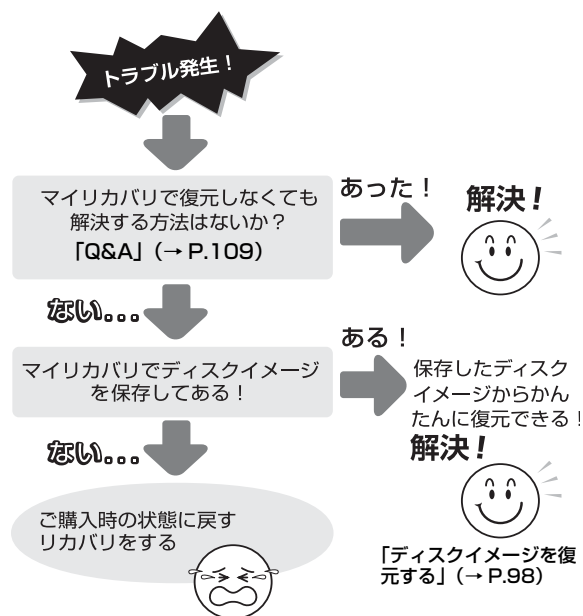 トラブル発生！
マイリカバリで復元しなくても
解決する方法はないか？
「Q&A」（→ P.109）
あった！
解決！
ない...
マイリカバリでディスクイメージ
を保存してある！
ある！
保存したディスク
イメージからかん
たんに復元できる！
解決！
「ディスクイメージを復
元する」（→ P.98）
ない...
ご購入時の状態に戻す
リカバリをする